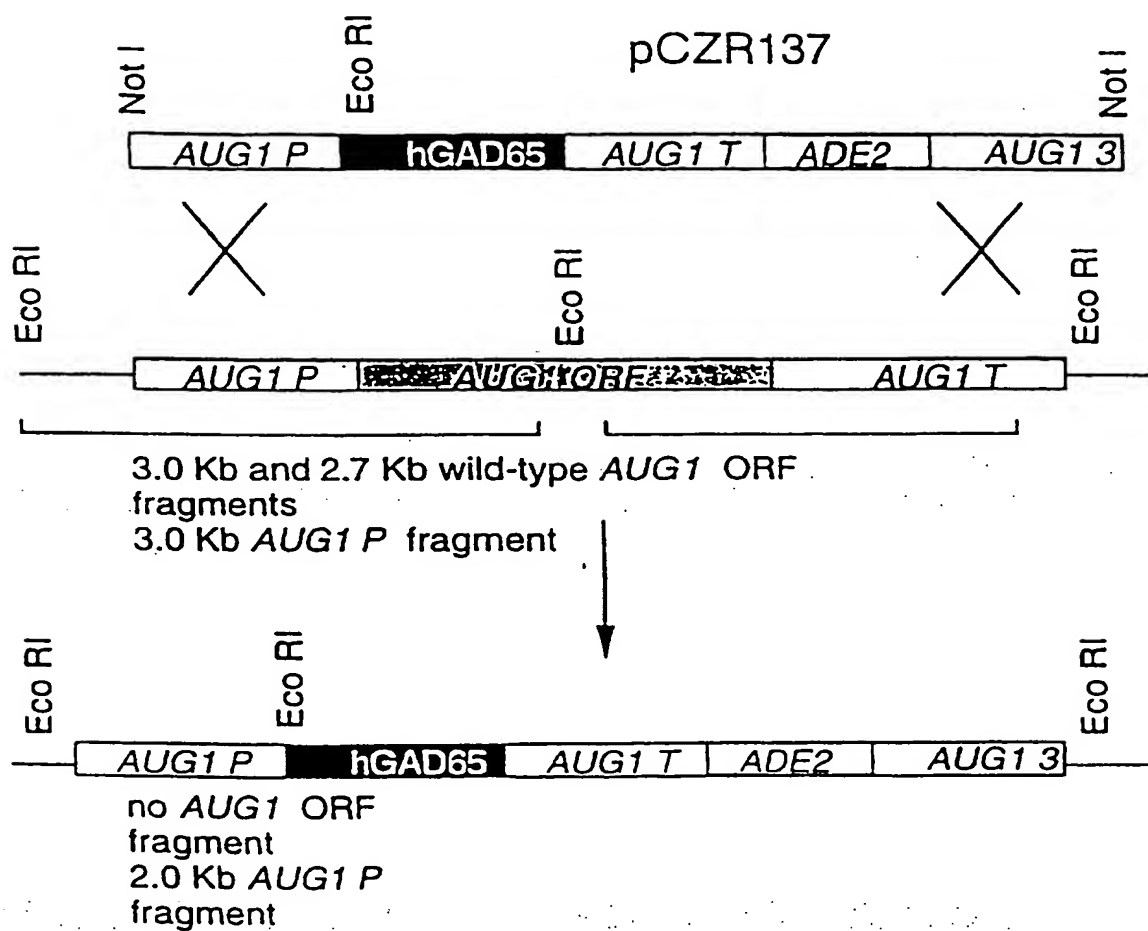 pCZR137
Not I
Eco RI
Not I
AUG1 P
hGAD65
AUG1 T
ADE2
AUG1 3
Eco RI
Eco RI
Eco RI
AUG1 P
AUG1 ORF
AUG1 T
3.0 Kb and 2.7 Kb wild-type AUG1 ORF
fragments
3.0 Kb AUG1 P fragment
Eco RI
Eco RI
Eco RI
AUG1 P
hGAD65
AUG1 T
ADE2
AUG1 3
no AUG1 ORF
fragment
2.0 Kb AUG1 P
fragment